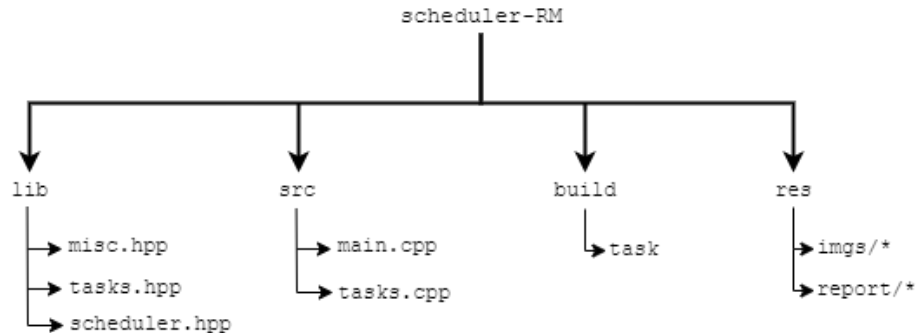 scheduler-RM
lib src build res
misc.hpp main.cpp task imgs/*
tasks.hpp tasks.cpp report/*
scheduler.hpp